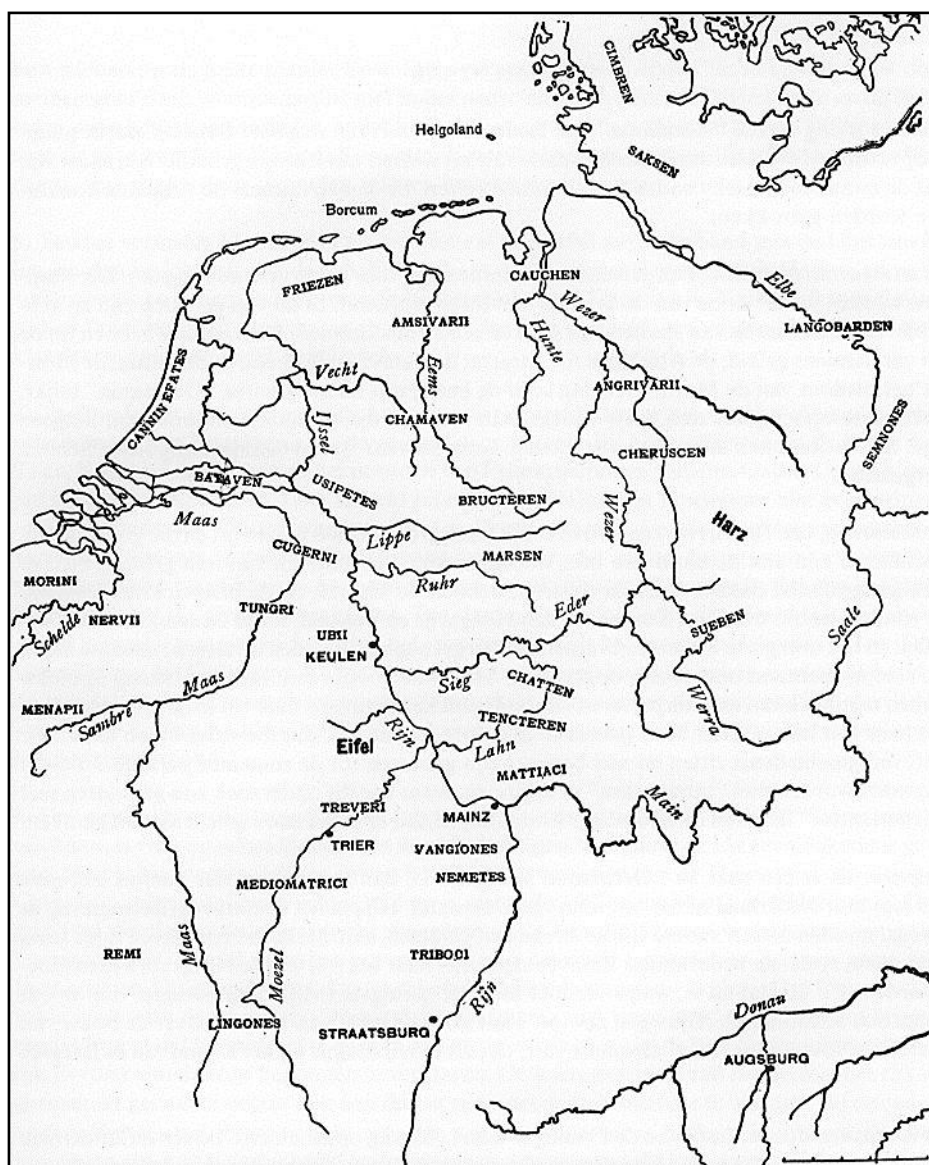 CIMBREN
Helgoland
SAKSEN
Borcum
FRIEZEN
CAUCHEN
Elbe
AMSIVARII
Wezer
Hunte
LANGOBARDEN
CANNINEFATES
Vecht
Eems
ANGRIVARII
IJssel
CHAMAVEN
SEMNONES
CHERUSCEN
BATAVEN
USIPETES
BRUCTEREN
Maas
Wezer
Harz
Lippe
MARSEN
CUGERNI
Ruhr
MORINI
TUNGRI
Eder
Schelde
NERVII
UBII
SUEBEN
Saale
KEULEN
Sieg
CHATTEN
MENAPII
Sambre
Maas
Rijn
TENCTEREN
Werra
Eifel
Lahn
MATTIACI
TREVERI
MAINZ
Main
TRIER
VANGIONES
NEMETES
MEDIOMATRICI
REMI
Maas
TRIBOCI
Mozel
Rijn
LINGONES
STRAATSBURG
Donau
AUGSBURG